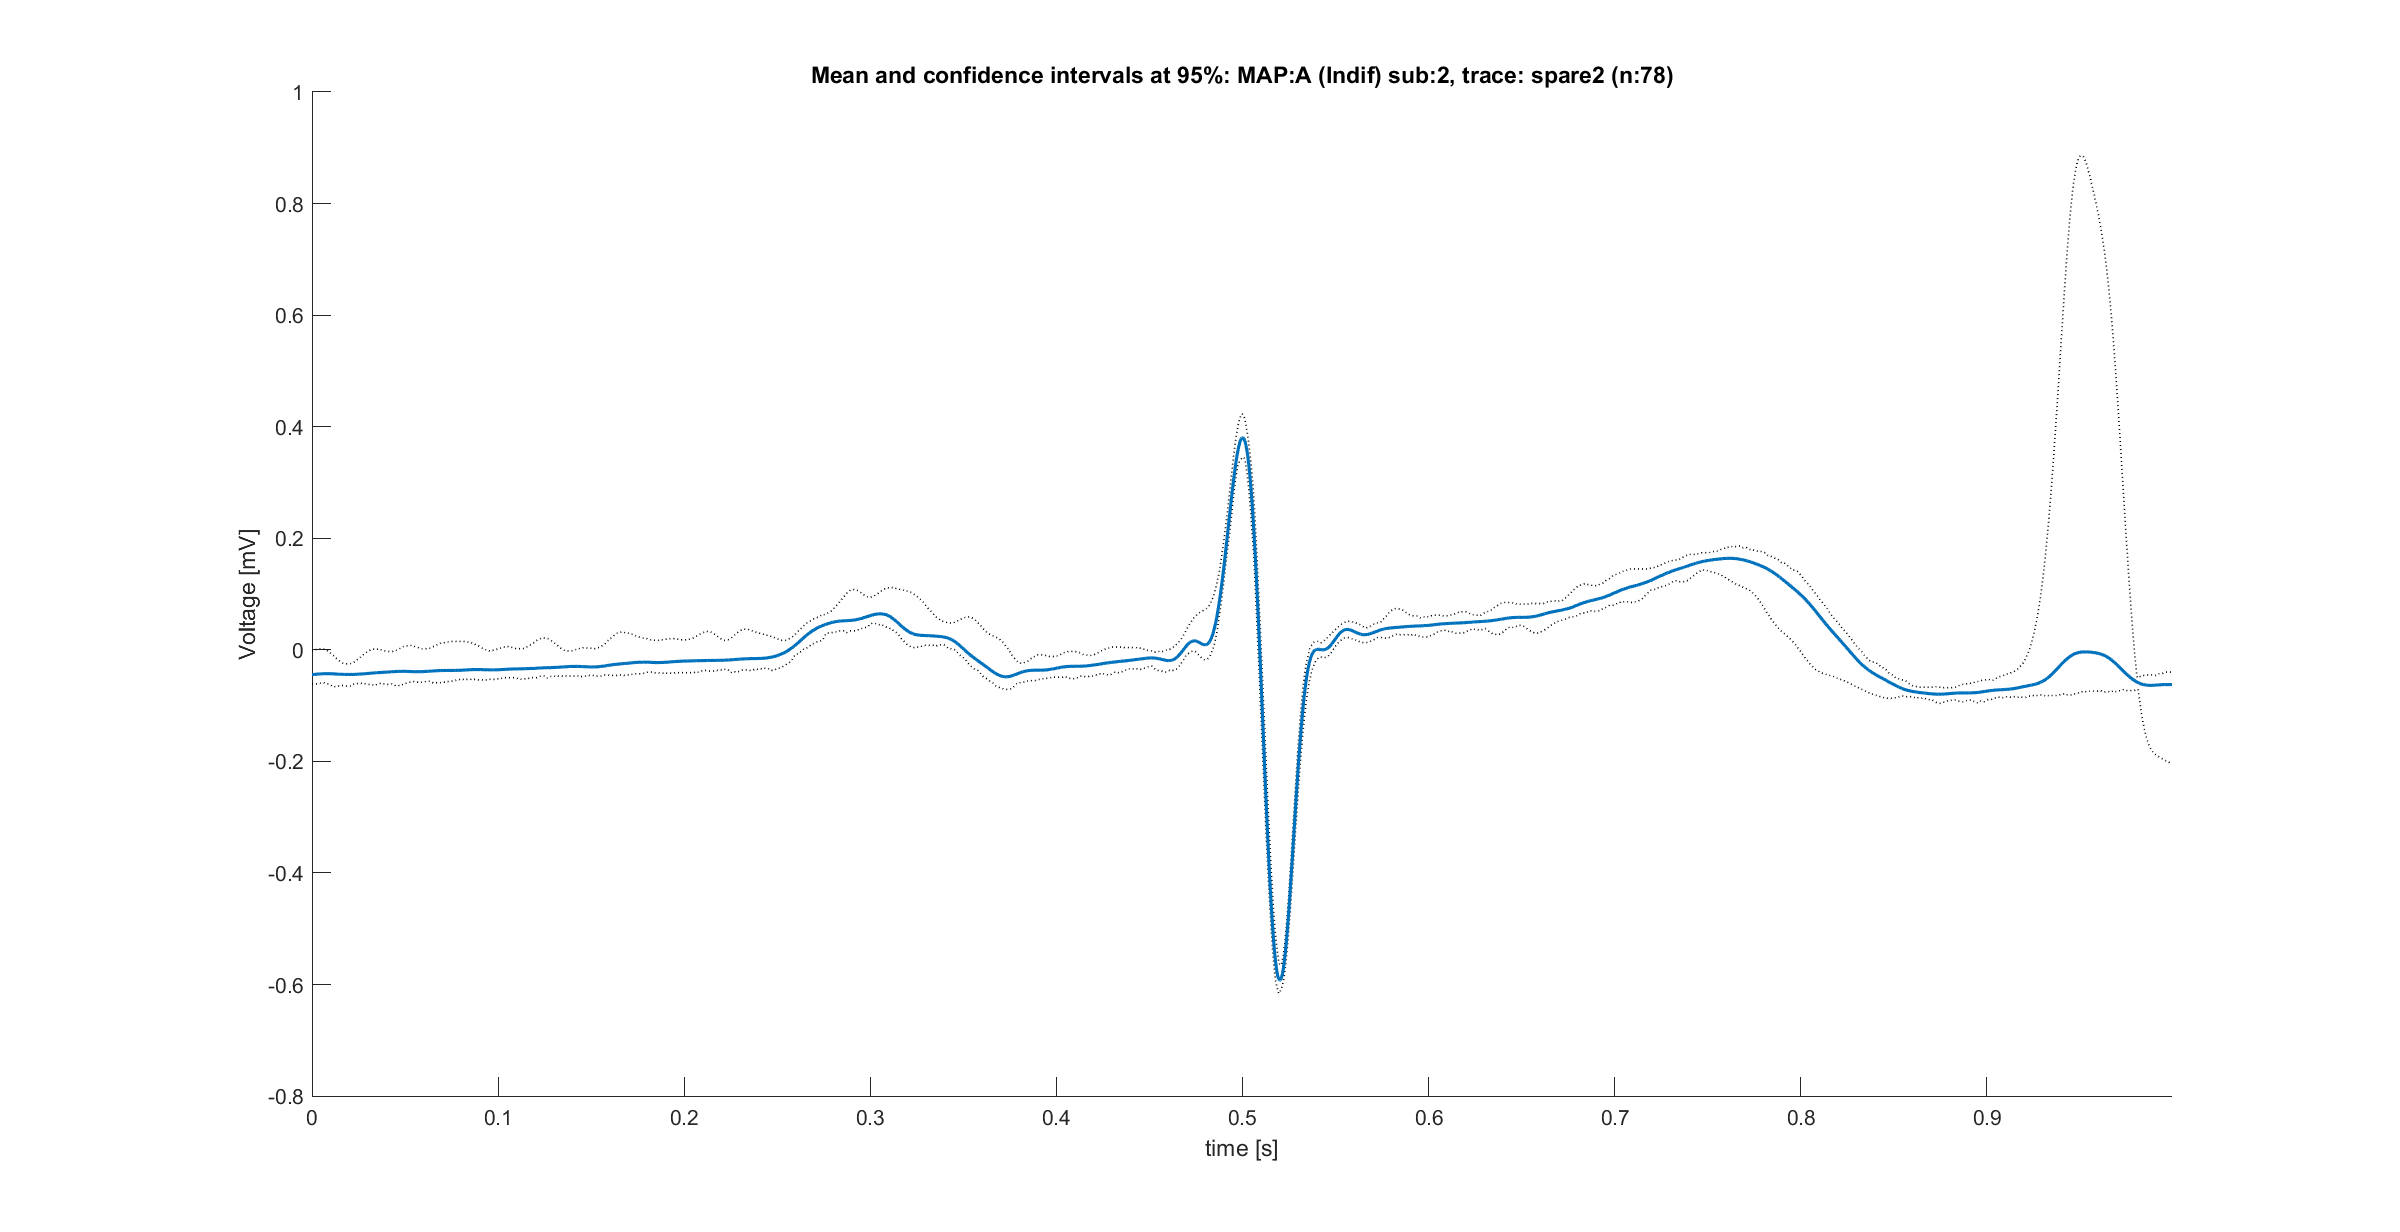 Mean and confidence intervals at 95%: MAP:A (Indif) sub:2, trace: spare2 (n:78)
1
0.8
0.6
0.4
0.2
0
-0.2
-0.4
-0.6
-0.8
Voltage [mV]
0 0.1 0.2 0.3 0.4 0.5 0.6 0.7 0.8 0.9
time [s]